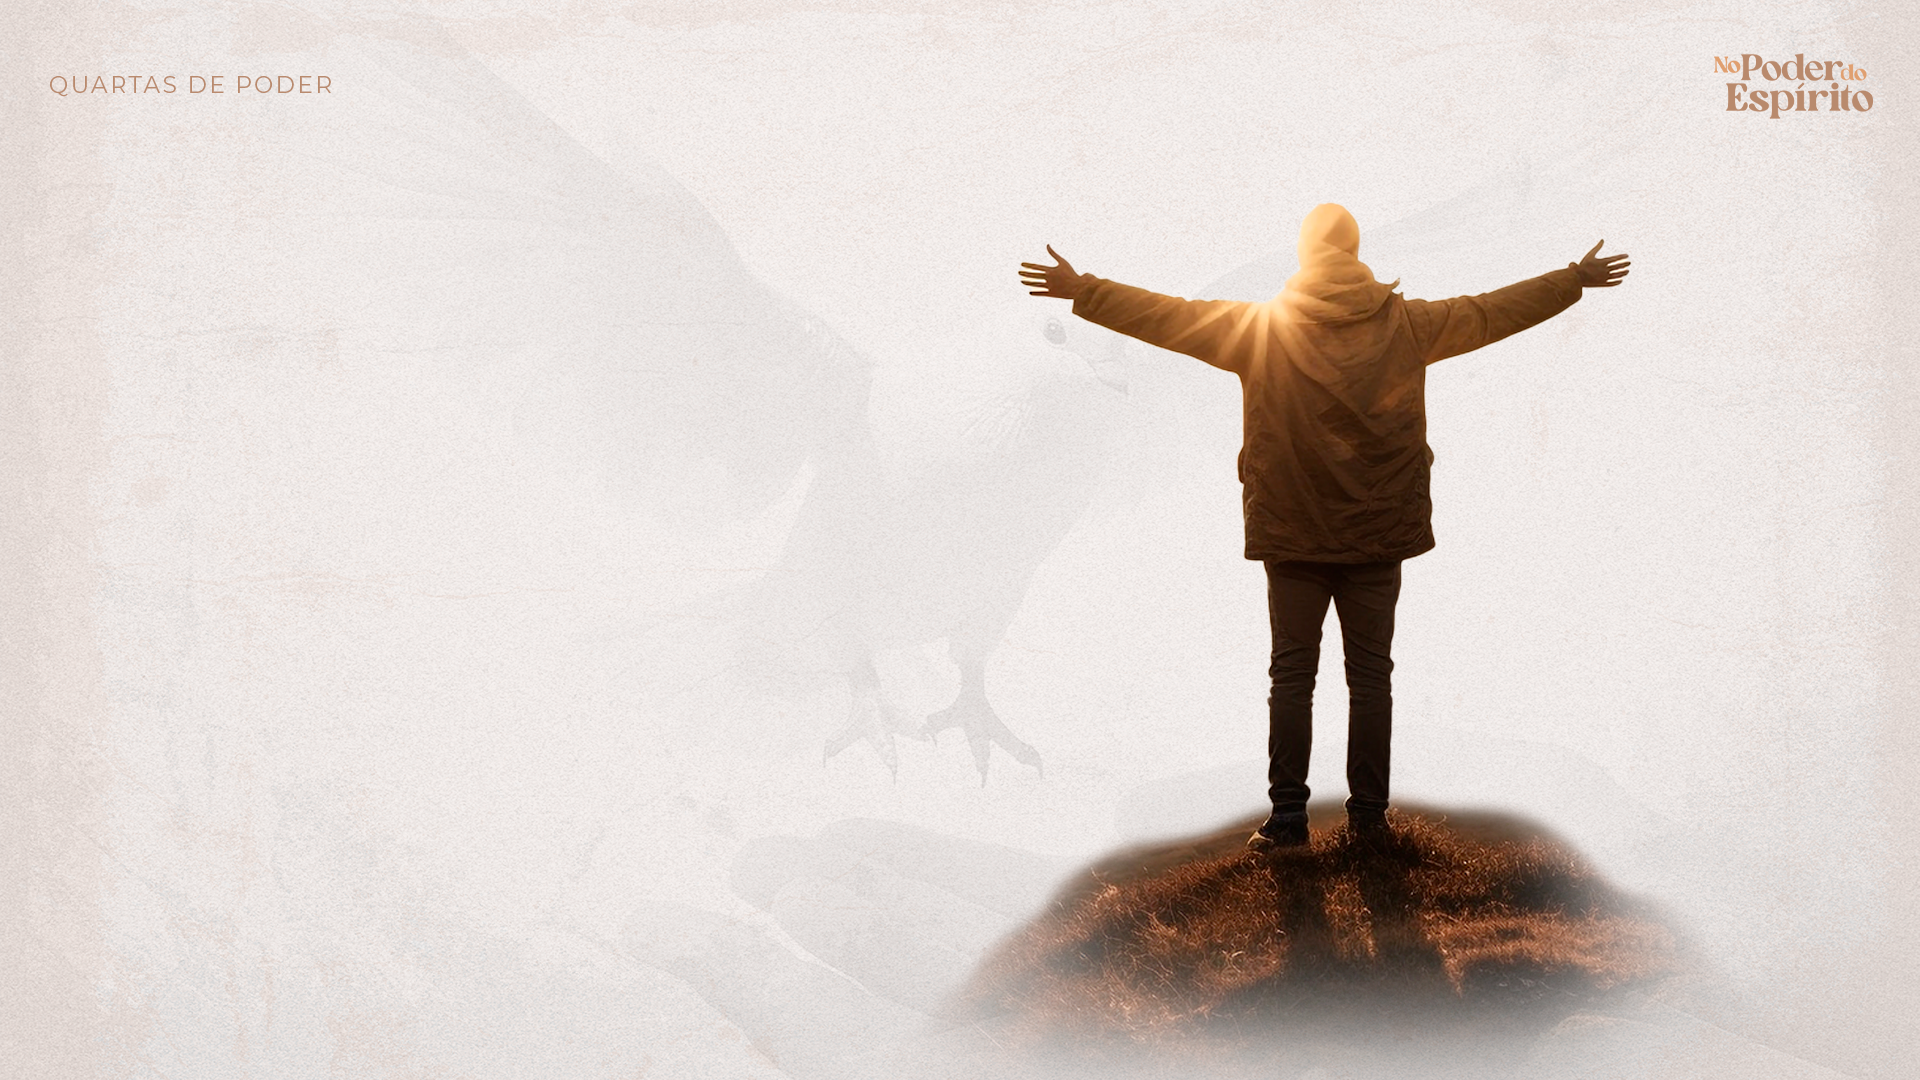 QUARTAS DE PODER
No Poder do
Espírito